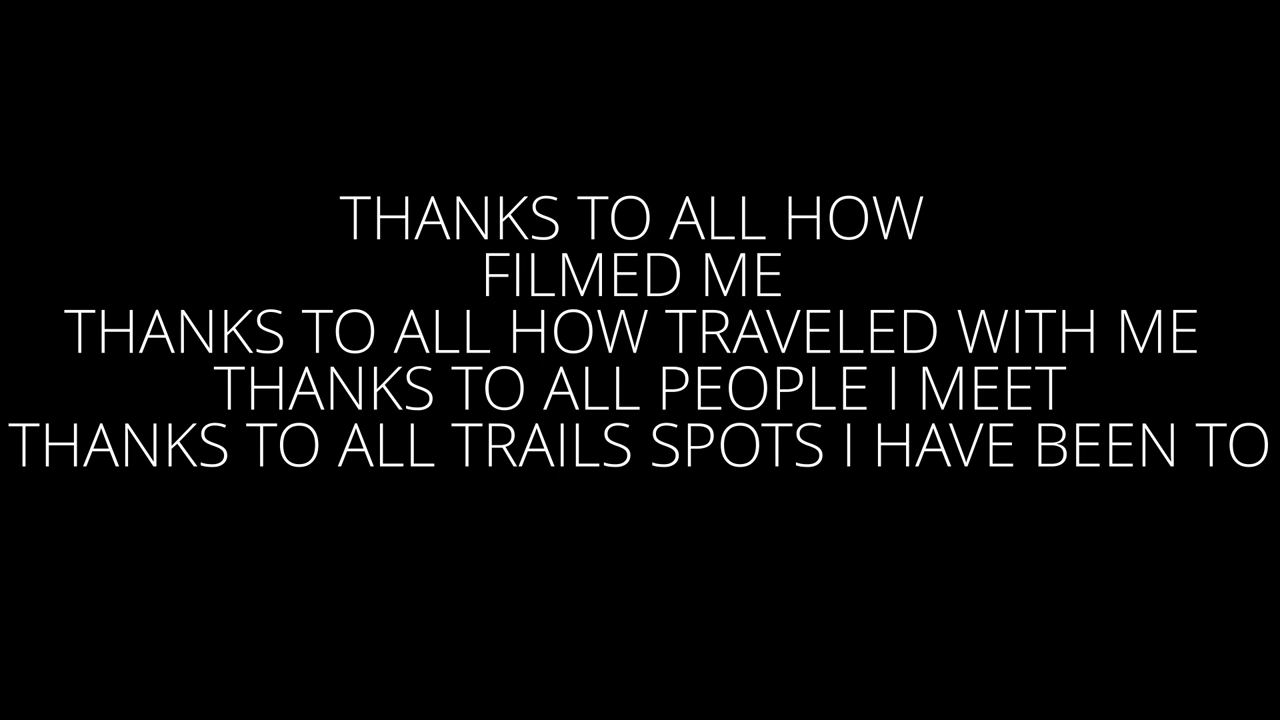 THANKS TO ALL HOW
FILMED ME
THANKS TO ALL HOW TRAVELED WITH ME
THANKS TO ALL PEOPLE I MEET
THANKS TO ALL TRAILS SPOTS I HAVE BEEN TO